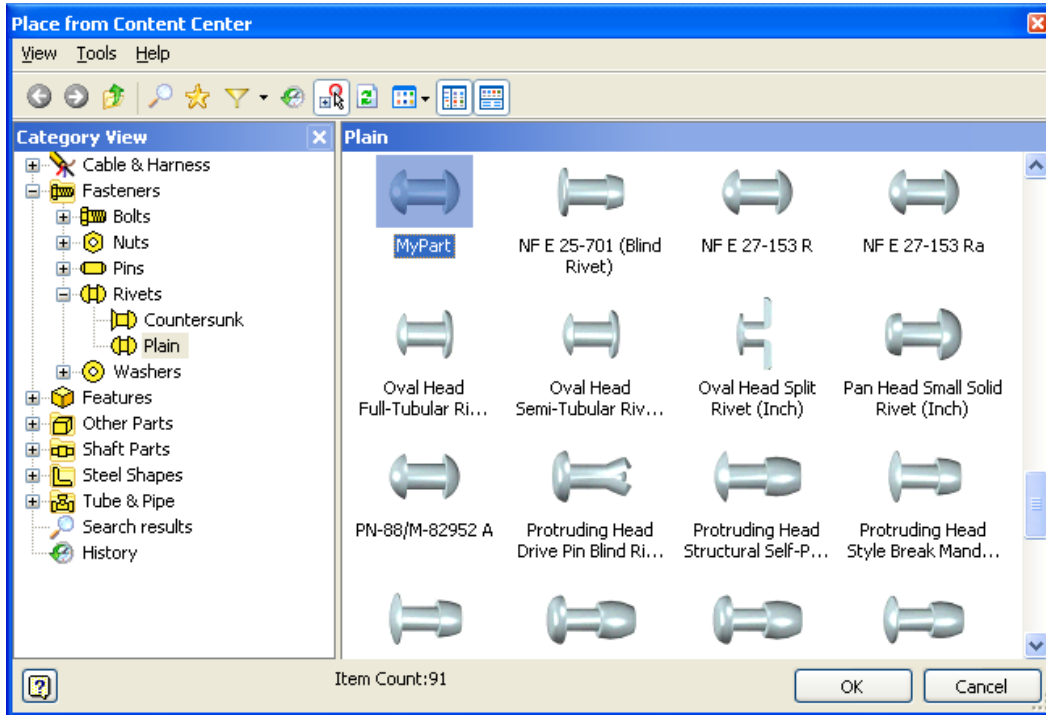 Place from Content Center
View Tools Help
Category View
Cable & Harness
Fasteners
Bolts
Nuts
Pins
Rivets
Countersunk
Plain
Washers
Features
Other Parts
Shaft Parts
Steel Shapes
Tube & Pipe
Search results
History
Plain
MyPart
NF E 25-701 (Blind
Rivet)
NF E 27-153 R
NF E 27-153 Ra
Oval Head
Full-Tubular Ri...
Oval Head
Semi-Tubular Riv...
Oval Head Split
Rivet (Inch)
Pan Head Small Solid
Rivet (Inch)
PN-88/M-82952 A
Protruding Head
Drive Pin Blind Ri...
Protruding Head
Structural Self-P...
Protruding Head
Style Break Mand...
Item Count:91
OK
Cancel